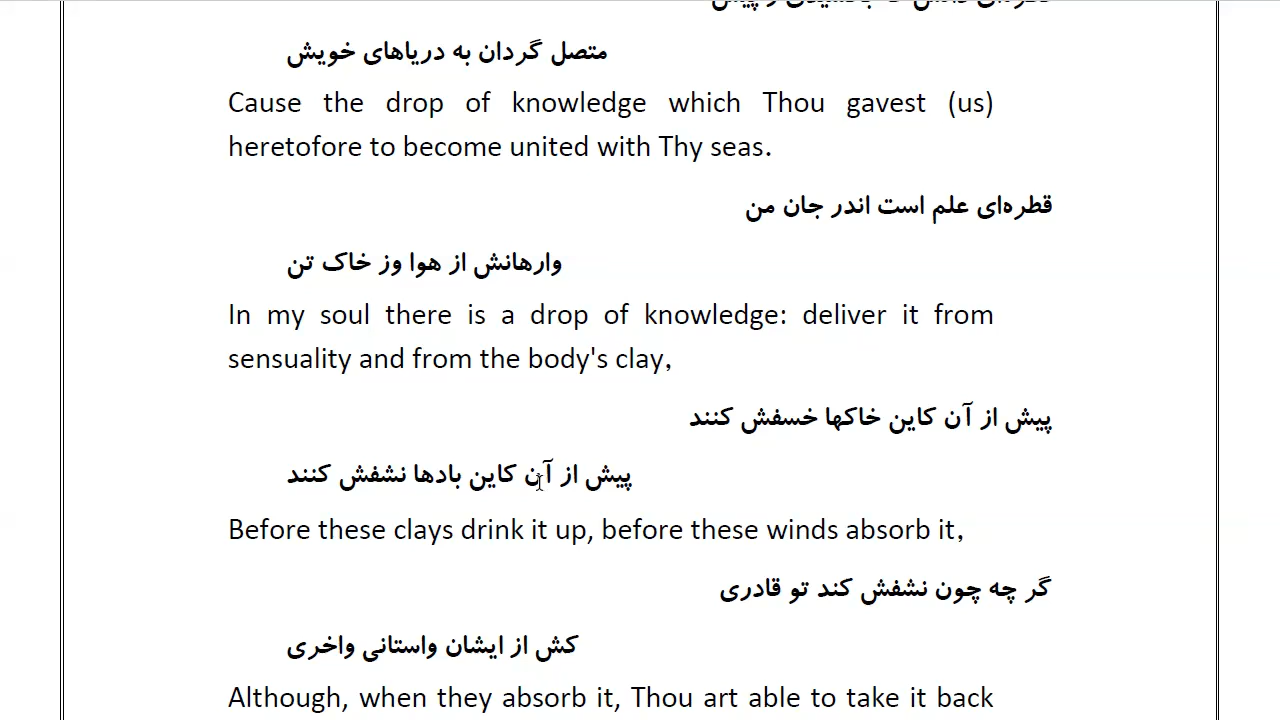 متصل گردان به دریاهای خویش
Cause the drop of knowledge which Thou gavest (us)
heretofore to become united with Thy seas.
قطره‌ای علم است اندر جان من
وارهانش از هوا وز خاک تن
In my soul there is a drop of knowledge: deliver it from
sensuality and from the body's clay,
پیش از آن کاین خاکها خسفش کنند
پیش از آن کاین بادها نشفش کنند
Before these clays drink it up, before these winds absorb it,
گر چه چون نشفش کند تو قادری
کش از ایشان واستانی واخری
Although, when they absorb it, Thou art able to take it back